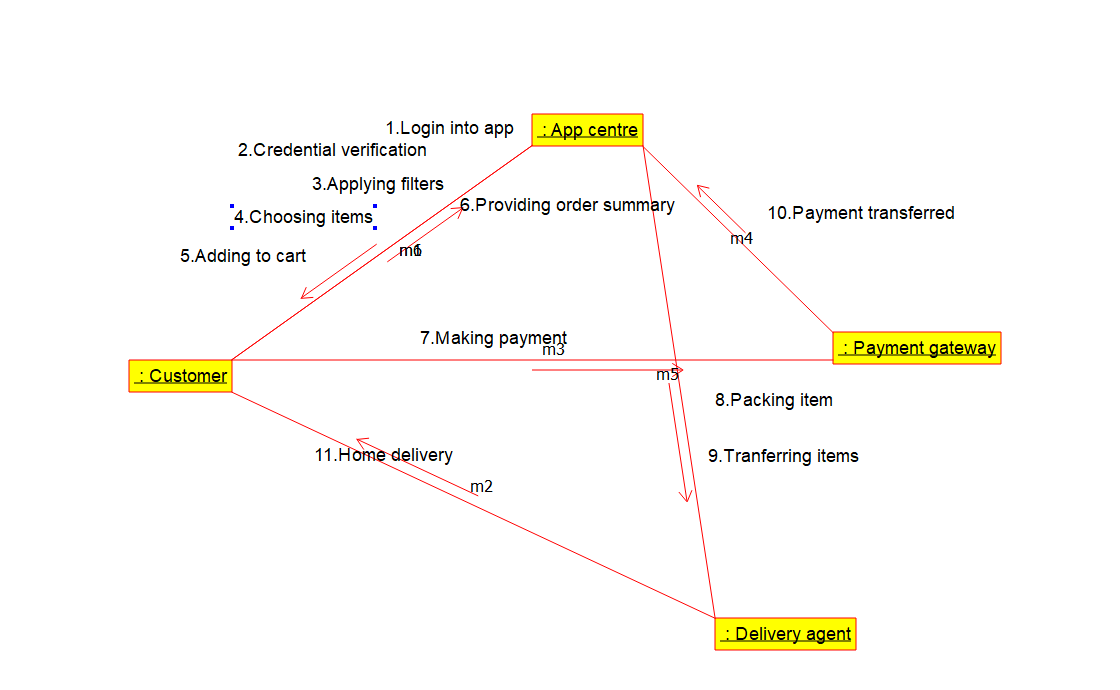 1.Login into app
: App centre
2.Credential verification
3.Applying filters
6.Providing order summary
4.Choosing items
10.Payment transferred
m4
5.Adding to cart
7.Making payment
m3
: Payment gateway
: Customer
m5
8.Packing item
11.Home delivery
9.Tranferring items
m2
: Delivery agent